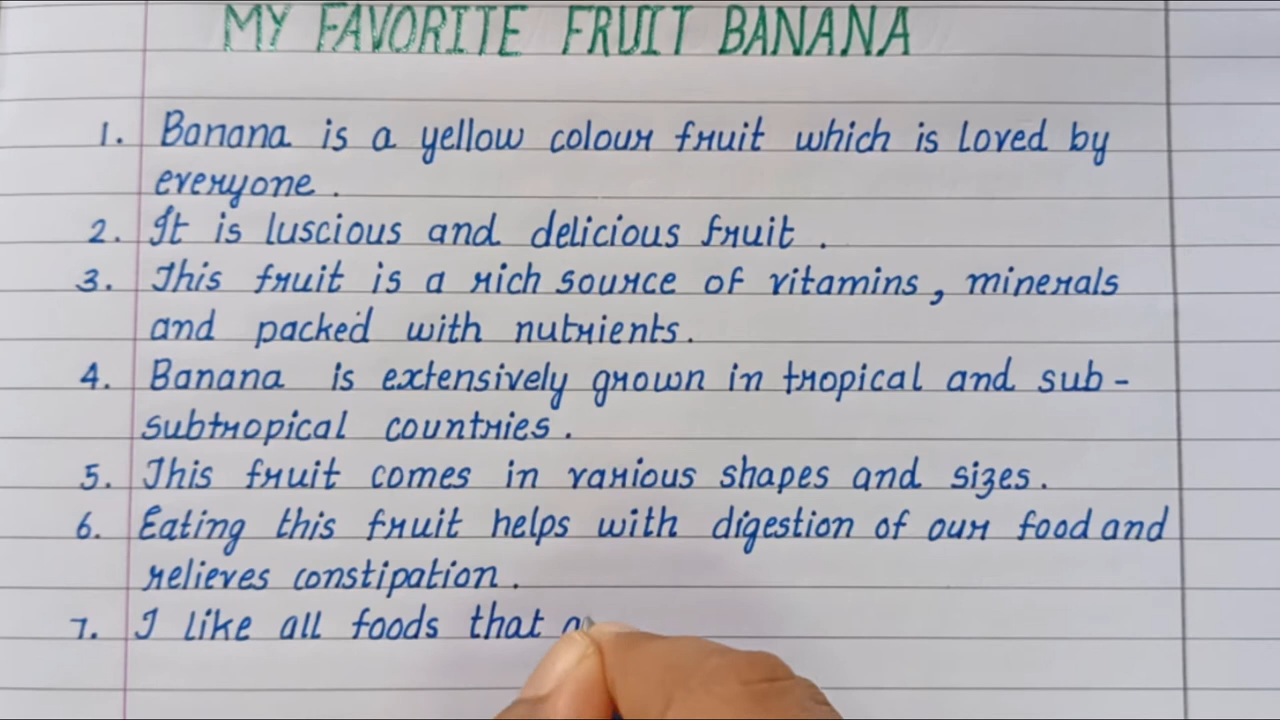 MY FAVORITE FRUIT BANANA
1. Banana is a yellow colour fruit which is loved by
everyone.
2. It is luscious and delicious fruit.
3. This fruit is a rich source of vitamins, minerals
and packed with nutrients.
4. Banana is extensively grown in tropical and sub-
subtropical countries.
5. This fruit comes in various shapes and sizes.
6. Eating this fruit helps with digestion of our food and
relieves constipation.
7. I like all foods that